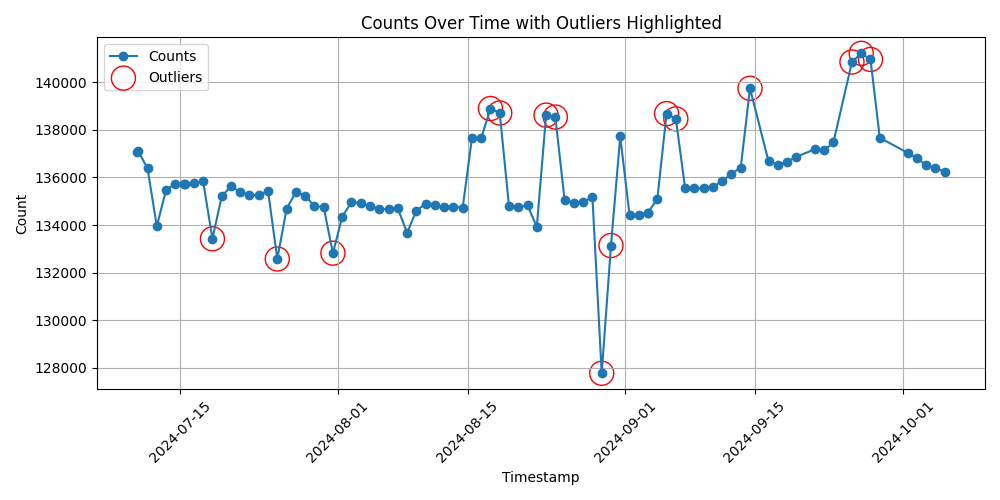 Counts Over Time with Outliers Highlighted
Counts
Outliers
140000
138000
136000
134000
132000
130000
128000
Count
2024-07-15
2024-08-01
2024-08-15
2024-09-01
2024-09-15
2024-10-01
Timestamp